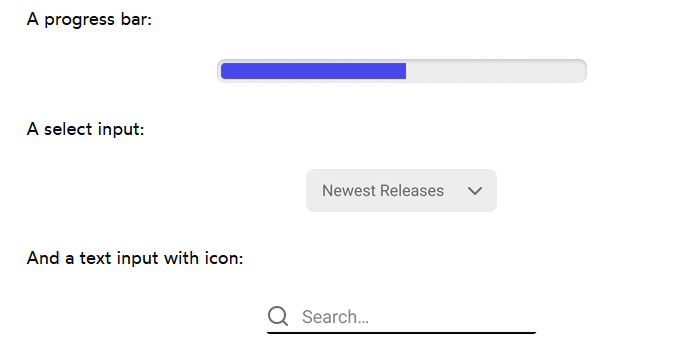 A progress bar:
A select input:
Newest Releases
And a text input with icon:
Search...